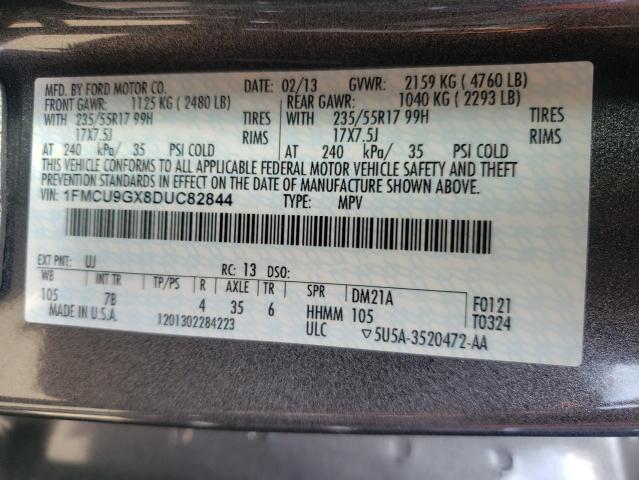 MFD. BY FORD MOTOR CO. DATE: 02/13 GVWR: 2159 KG ( 4760 LB)
FRONT GAWR: 1125 KG ( 2480 LB) REAR GAWR: 1040 KG ( 2293 LB)
WITH 235/55R17 99H TIRES WITH 235/55R17 99H TIRES
17X7.5J RIMS 17X7.5J RIMS
AT 240 kPa/ 35 PSI COLD AT 240 kPa/ 35 PSI COLD
THIS VEHICLE CONFORMS TO ALL APPLICABLE FEDERAL MOTOR VEHICLE SAFETY AND THEFT
PREVENTION STANDARDS IN EFFECT ON THE DATE OF MANUFACTURE SHOWN ABOVE.
VIN: 1FMCU9GX8DUC82844 TYPE: MPV
EXT PNT: UJ RC: 13 DSO:
WB INT TR TP/PS R AXLE TR SPR DM21A F0121
105 7B 4 35 6 HHMM 105 T0324
MADE IN U.S.A. 1201302284223 ULC ▽5U5A-3520472-AA